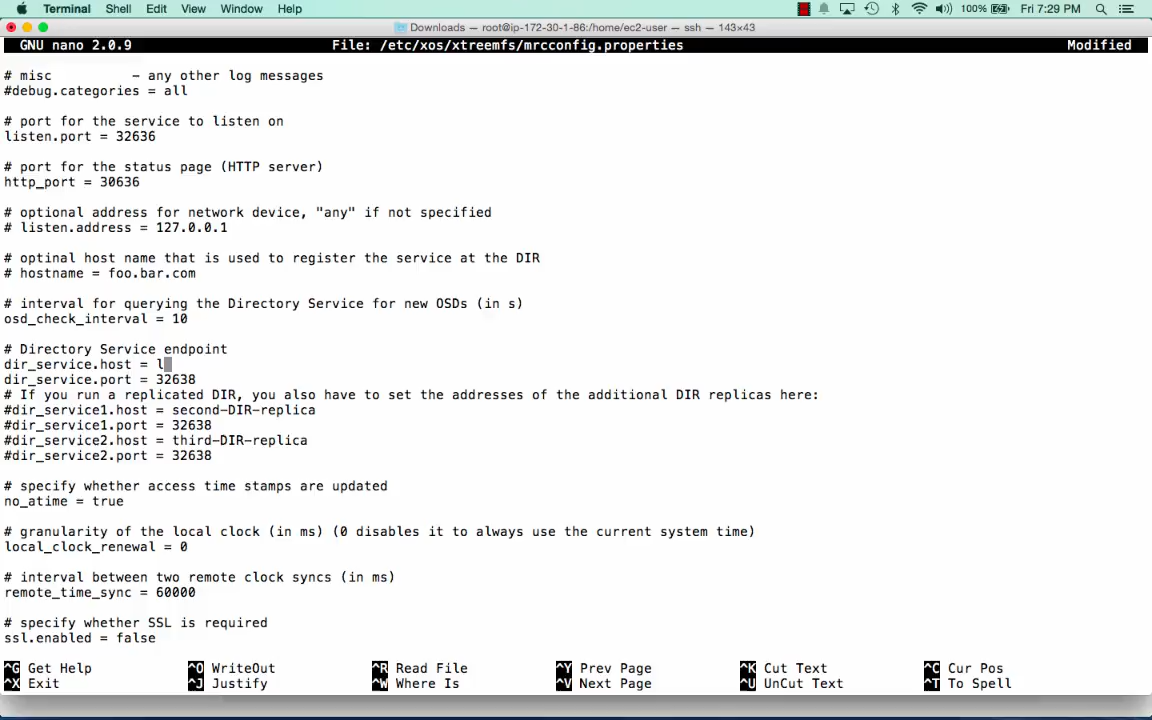 Terminal Shell Edit View Window Help 100% Fri 7:29 PM
Downloads — root@ip-172-30-1-86:/home/ec2-user — ssh — 143×43
GNU nano 2.0.9 File: /etc/xos/xtreemfs/mrcconfig.properties Modified
# misc - any other log messages
#debug.categories = all
# port for the service to listen on
listen.port = 32636
# port for the status page (HTTP server)
http_port = 30636
# optional address for network device, "any" if not specified
# listen.address = 127.0.0.1
# optinal host name that is used to register the service at the DIR
# hostname = foo.bar.com
# interval for querying the Directory Service for new OSDs (in s)
osd_check_interval = 10
# Directory Service endpoint
dir_service.host = l
dir_service.port = 32638
# If you run a replicated DIR, you also have to set the addresses of the additional DIR replicas here:
#dir_service1.host = second-DIR-replica
#dir_service1.port = 32638
#dir_service2.host = third-DIR-replica
#dir_service2.port = 32638
# specify whether access time stamps are updated
no_atime = true
# granularity of the local clock (in ms) (0 disables it to always use the current system time)
local_clock_renewal = 0
# interval between two remote clock syncs (in ms)
remote_time_sync = 60000
# specify whether SSL is required
ssl.enabled = false
^G Get Help ^O WriteOut ^R Read File ^Y Prev Page ^K Cut Text ^C Cur Pos
^X Exit ^J Justify ^W Where Is ^V Next Page ^U UnCut Text ^T To Spell